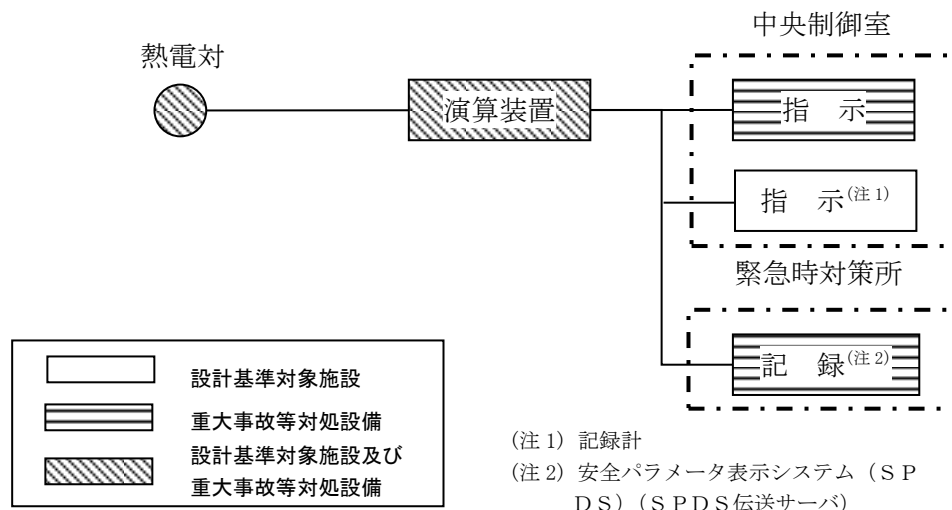 中央制御室
熱電対
演算装置
指　示
指　示(注1)
緊急時対策所
記　録(注2)
設計基準対象施設
重大事故等対処設備
設計基準対象施設及び
重大事故等対処設備
(注1) 記録計
(注2) 安全パラメータ表示システム（ＳＰ
ＤＳ）（ＳＰＤＳ伝送サーバ）